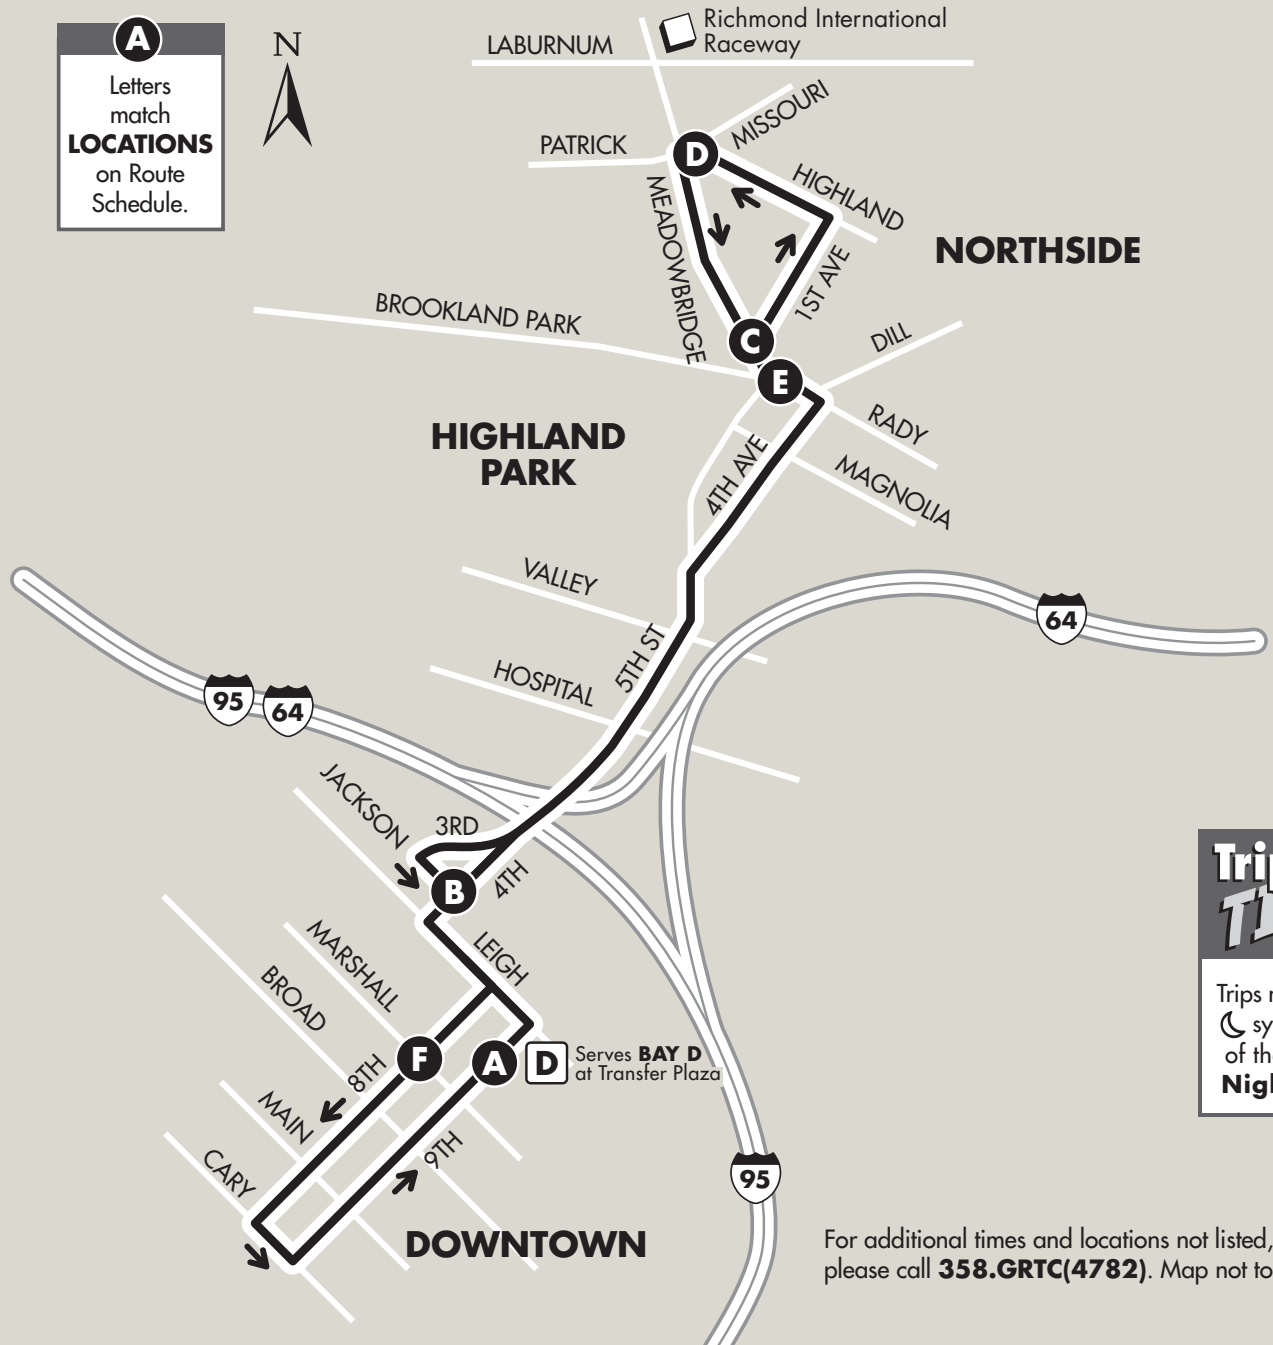 A
Letters
match
LOCATIONS
on Route
Schedule.
N
Richmond International
Raceway
LABURNUM
MISSOURI
PATRICK
D
HIGHLAND
MEADOWBRIDGE
NORTHSIDE
1ST AVE
BROOKLAND PARK
C
DILL
E
RADY
HIGHLAND
PARK
4TH AVE
MAGNOLIA
VALLEY
64
5TH ST
HOSPITAL
95
64
JACKSON
3RD
B
4TH
LEIGH
MARSHALL
BROAD
F
A
D
Serves BAY D
at Transfer Plaza
8TH
MAIN
9TH
CARY
95
DOWNTOWN
Trips
of
For additional times and locations not listed,
please call 358.GRTC(4782). Map not to